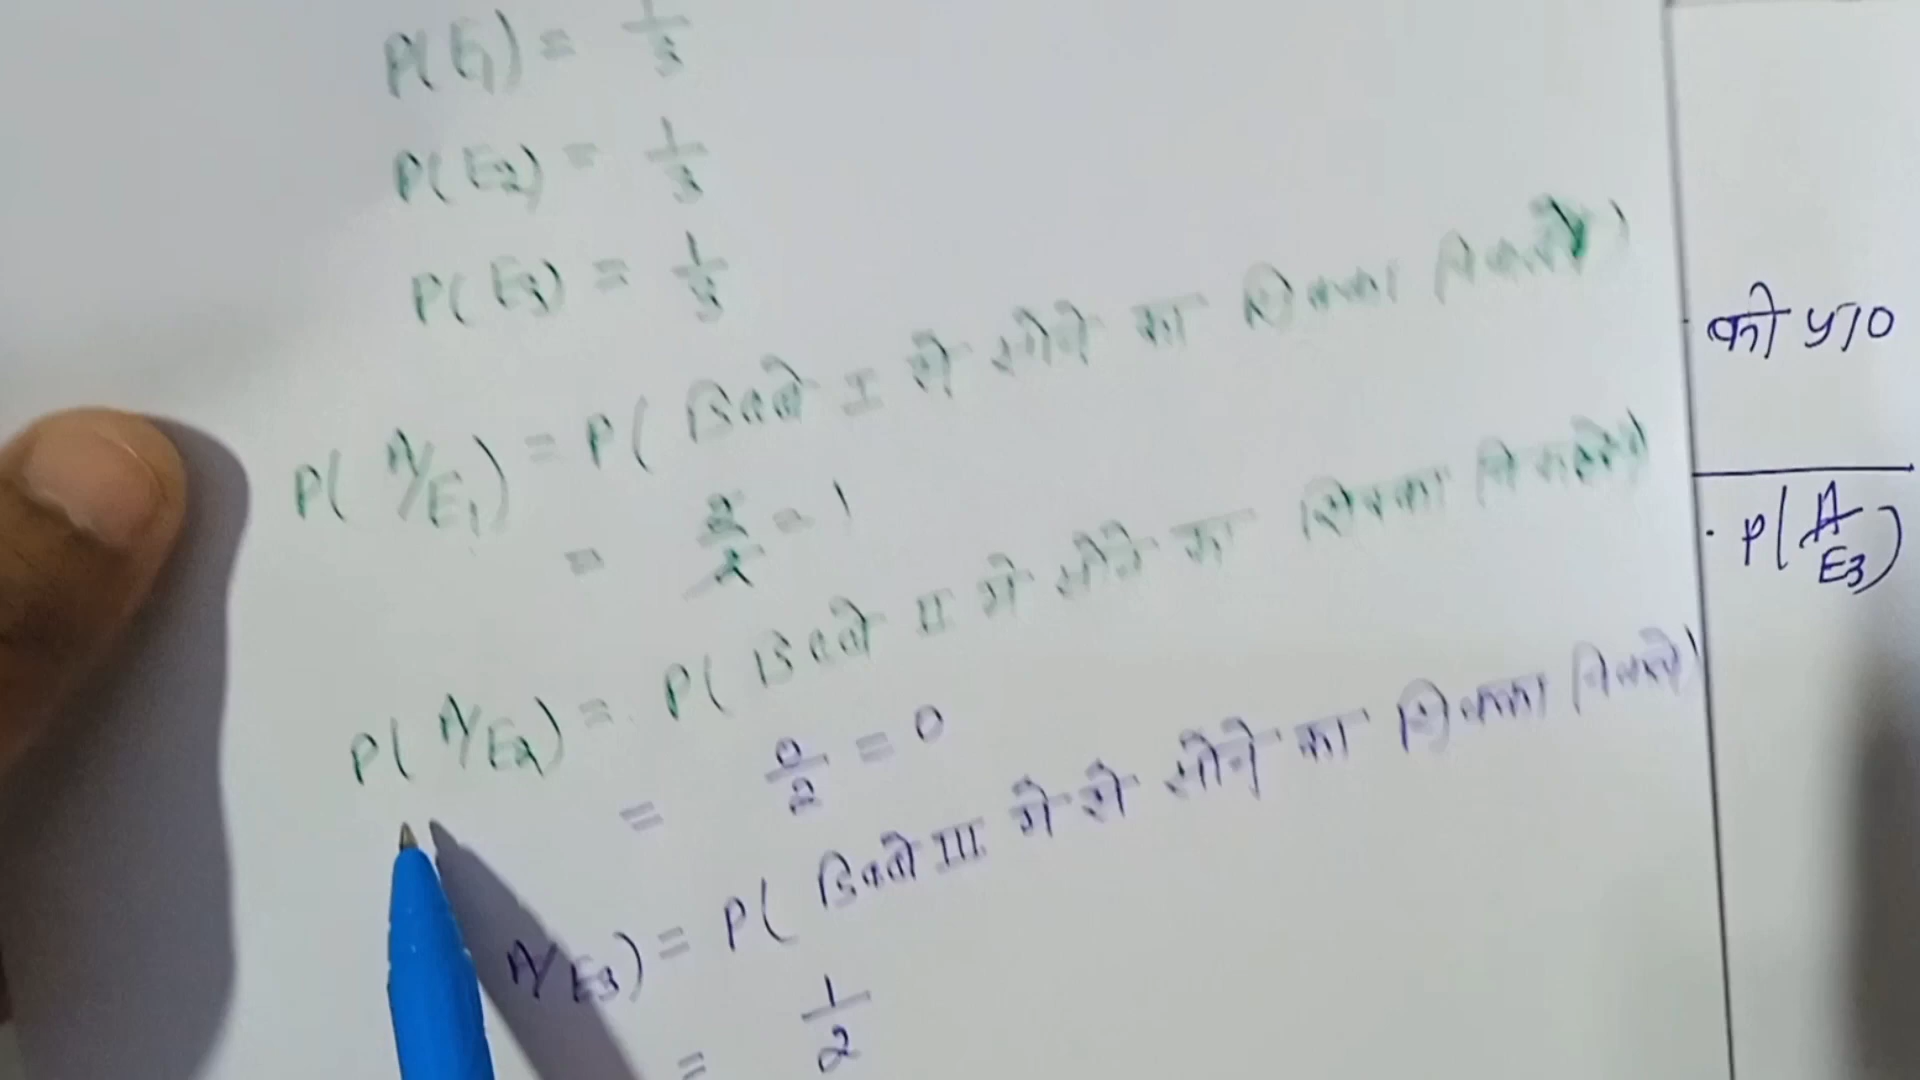 P(E1) = 1/3
P(E2) = 1/3
P(E3) = 1/3
P(A/E1) = P( डिब्बे I से सोने का सिक्का निकले)
= 2/2 = 1
P(A/E2) = P( डिब्बे II से सोने का सिक्का
= 0/2 = 0
A/E3) = P( डिब्बे III में से सोने का सिक्का निकले)
= 1/2
की
. P(A/E3)